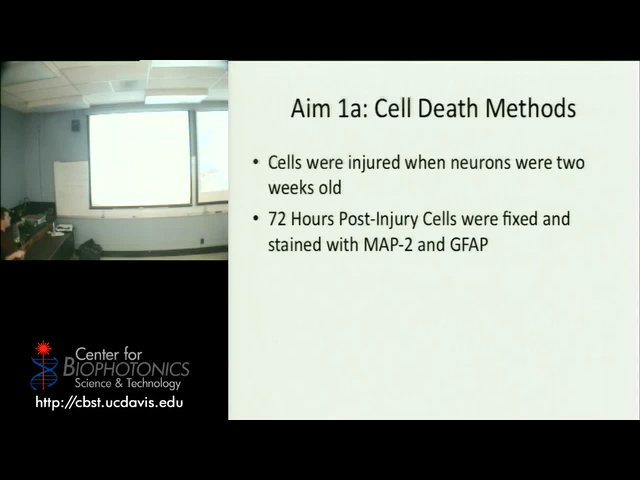 Aim 1a: Cell Death Methods
• Cells were injured when neurons were two
weeks old
• 72 Hours Post-Injury Cells were fixed and
stained with MAP-2 and GFAP
Center for
BIOPHOTONICS
Science & Technology
http://cbst.ucdavis.edu